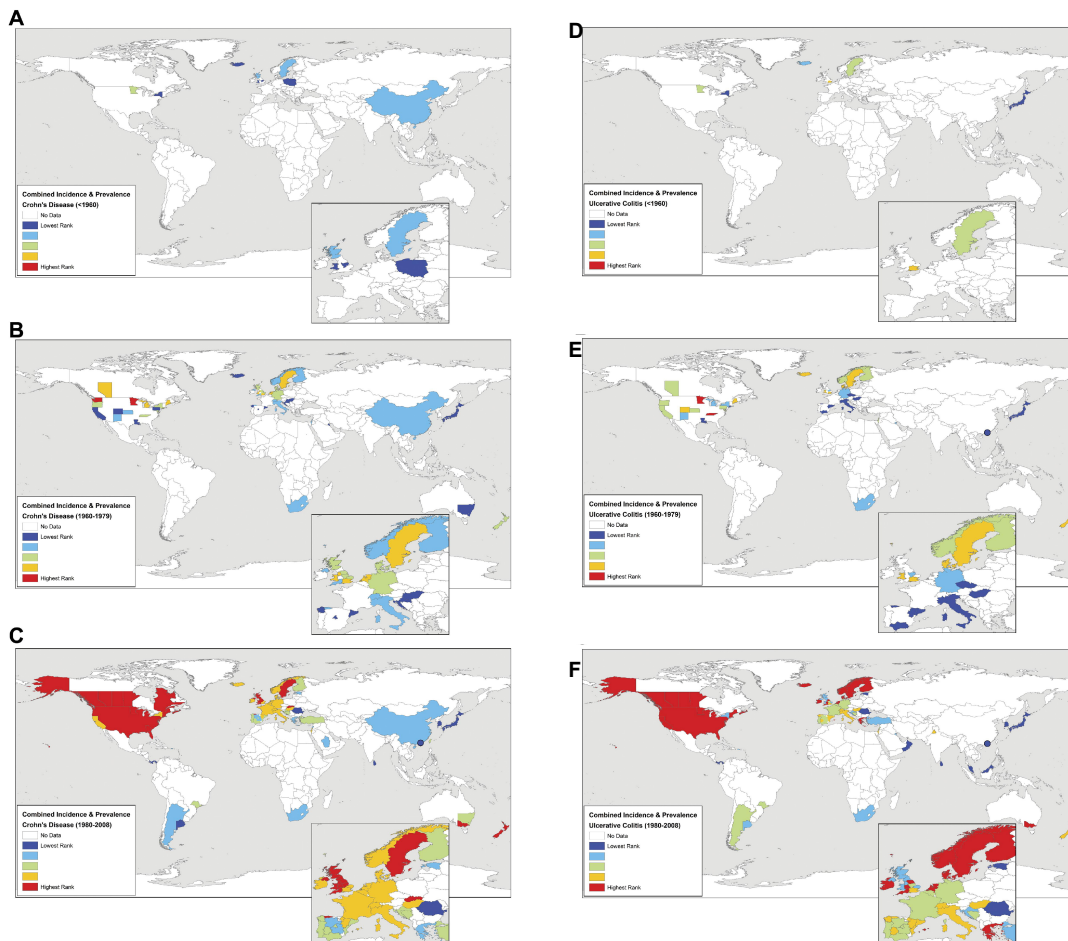 A
Combined Incidence & Prevalence
Crohn's Disease (<1960)
No Data
Lowest Rank
Highest Rank
B
Combined Incidence & Prevalence
Crohn's Disease (1960-1979)
No Data
Lowest Rank
Highest Rank
C
Combined Incidence & Prevalence
Crohn's Disease (1980-2008)
No Data
Lowest Rank
Highest Rank
D
Combined Incidence & Prevalence
Ulcerative Colitis (<1960)
No Data
Lowest Rank
Highest Rank
E
Combined Incidence & Prevalence
Ulcerative Colitis (1960-1979)
No Data
Lowest Rank
Highest Rank
F
Combined Incidence & Prevalence
Ulcerative Colitis (1980-2008)
No Data
Lowest Rank
Highest Rank